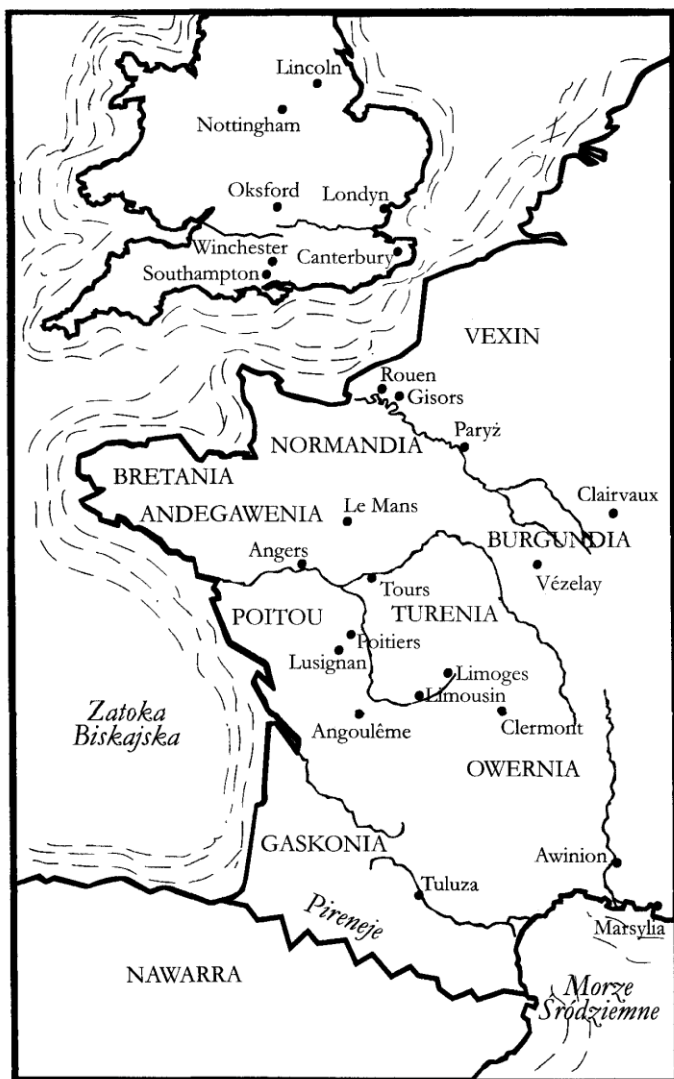 Lincoln
Nottingham
Oksford
Londyn
Winchester
Canterbury
Southampton
VEXIN
Rouen
Gisors
NORMANDIA
Paryż
BRETANIA
Clairvaux
ANDEGAWENIA
Le Mans
BURGUNDIA
Angers
Vézelay
Tours
POITOU
TURENIA
Poitiers
Lusignan
Limoges
Limousin
Zatoka
Biskajska
Angoulême
Clermont
OWERNIA
GASKONIA
Awinion
Tuluza
Pireneje
Marsylia
NAWARRA
Morze
Śródziemne